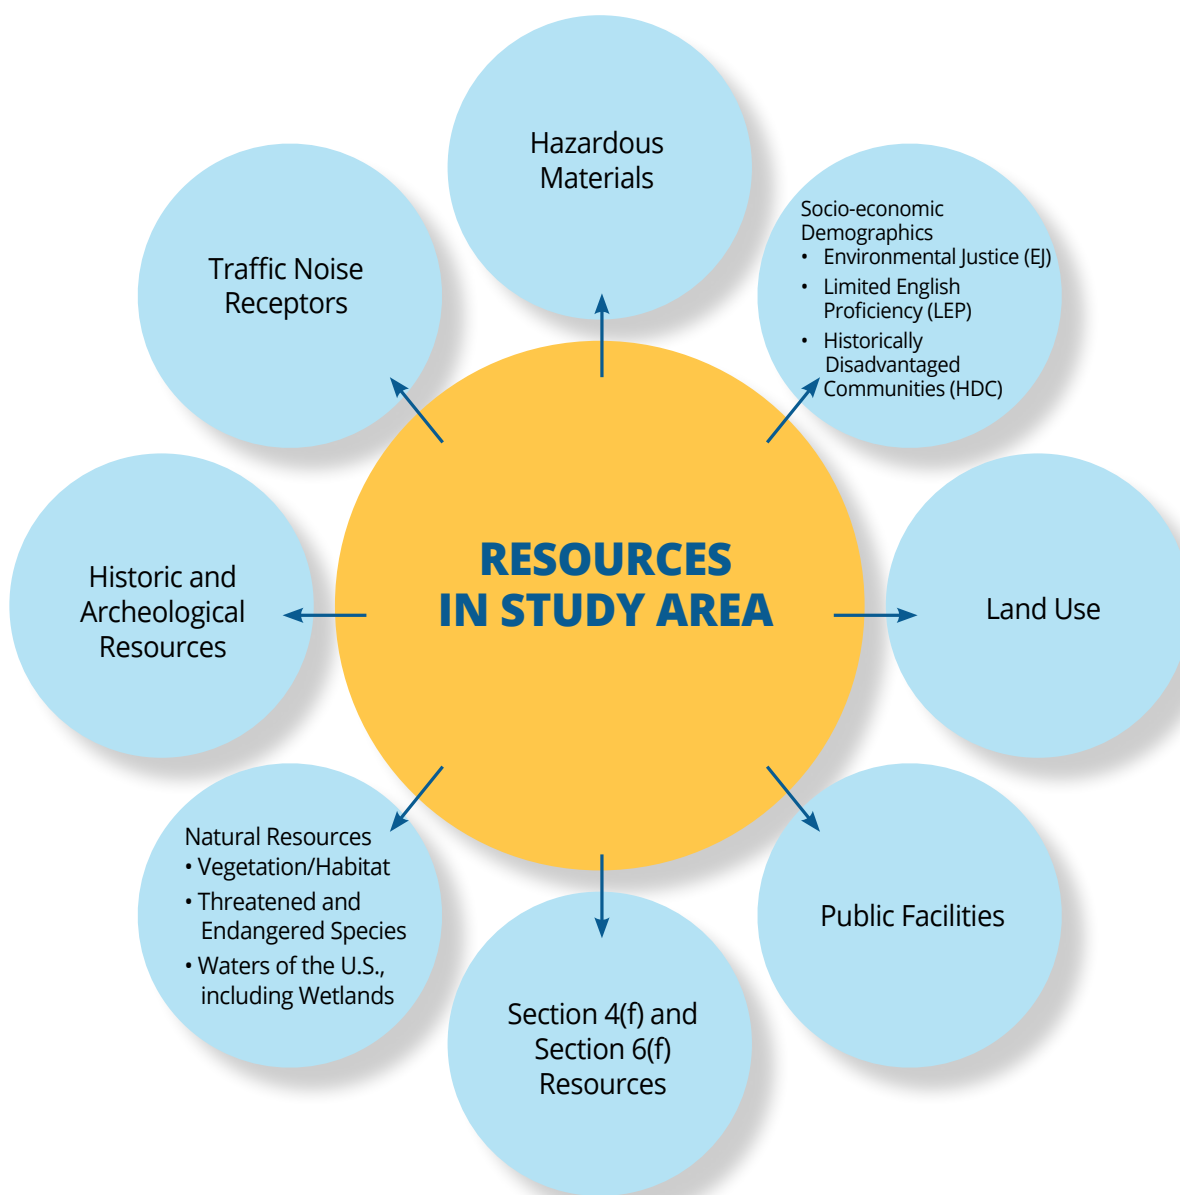 Hazardous
Materials
Socio-economic
Demographics
• Environmental Justice (EJ)
• Limited English
Proficiency (LEP)
• Historically
Disadvantaged
Communities (HDC)
Traffic Noise
Receptors
RESOURCES
IN STUDY AREA
Historic and
Archeological
Resources
Land Use
Natural Resources
• Vegetation/Habitat
• Threatened and
Endangered Species
• Waters of the U.S.,
including Wetlands
Public Facilities
Section 4(f) and
Section 6(f)
Resources